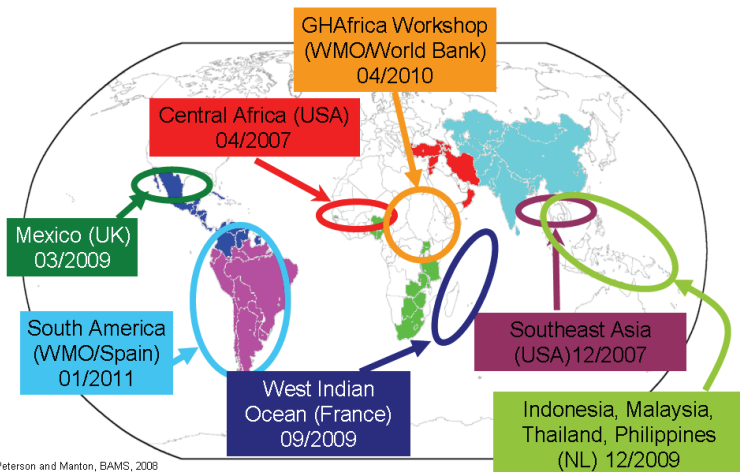 GHAfrica Workshop
(WMO/World Bank)
04/2010
Central Africa (USA)
04/2007
Mexico (UK)
03/2009
South America
(WMO/Spain)
01/2011
West Indian
Ocean (France)
09/2009
Southeast Asia
(USA)12/2007
Indonesia, Malaysia,
Thailand, Philippines
(NL) 12/2009
Peterson and Manton, BAMS, 2008